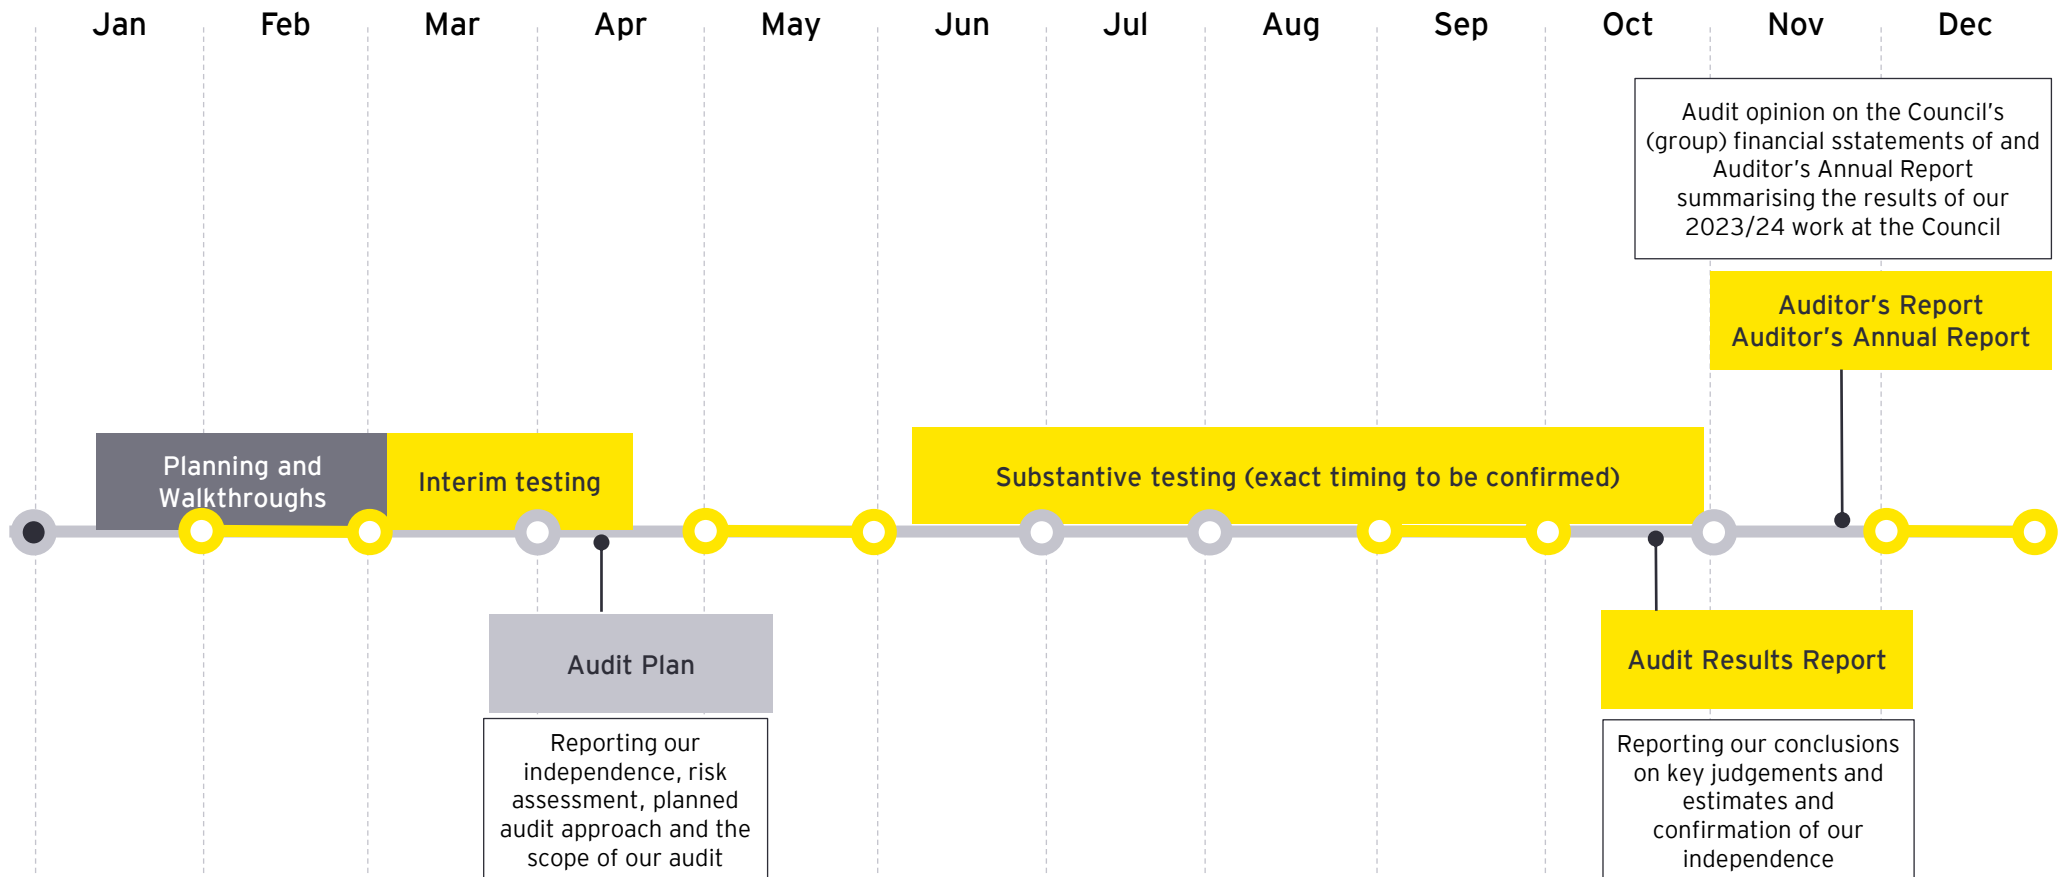 Jan Feb Mar Apr May Jun Jul Aug Sep Oct Nov Dec
Audit opinion on the Council's
(group) financial sstatements of and
Auditor's Annual Report
summarising the results of our
2023/24 work at the Council
Auditor's Report
Auditor's Annual Report
Planning and
Walkthroughs
Interim testing
Substantive testing (exact timing to be confirmed)
Audit Plan
Reporting our
independence, risk
assessment, planned
audit approach and the
scope of our audit
Audit Results Report
Reporting our conclusions
on key judgements and
estimates and
confirmation of our
independence